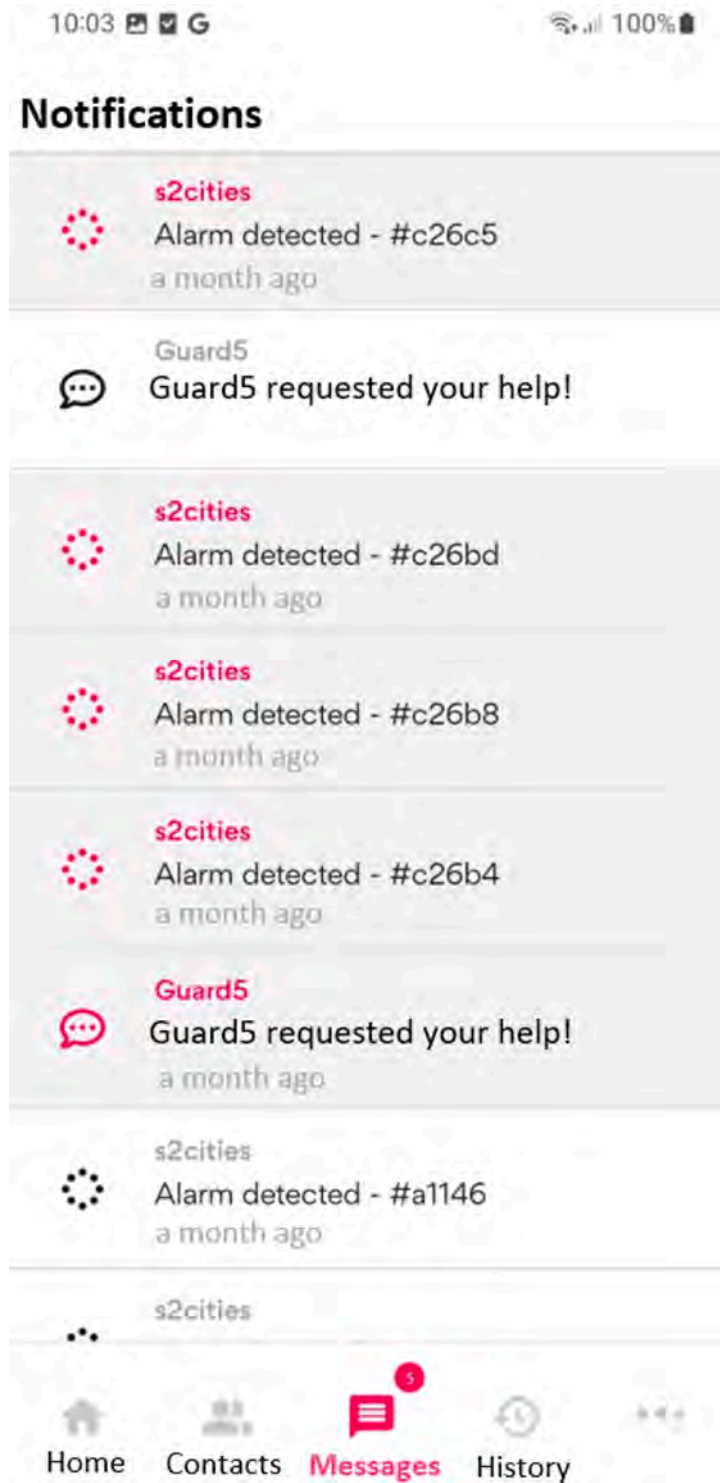 10:03 G 100%
Notifications
s2cities
Alarm detected - #c26c5
a month ago
Guard5
Guard5 requested your help!
s2cities
Alarm detected - #c26bd
a month ago
s2cities
Alarm detected - #c26b8
a month ago
s2cities
Alarm detected - #c26b4
a month ago
Guard5
Guard5 requested your help!
a month ago
s2cities
Alarm detected - #a1146
a month ago
s2cities
5
Home Contacts Messages History